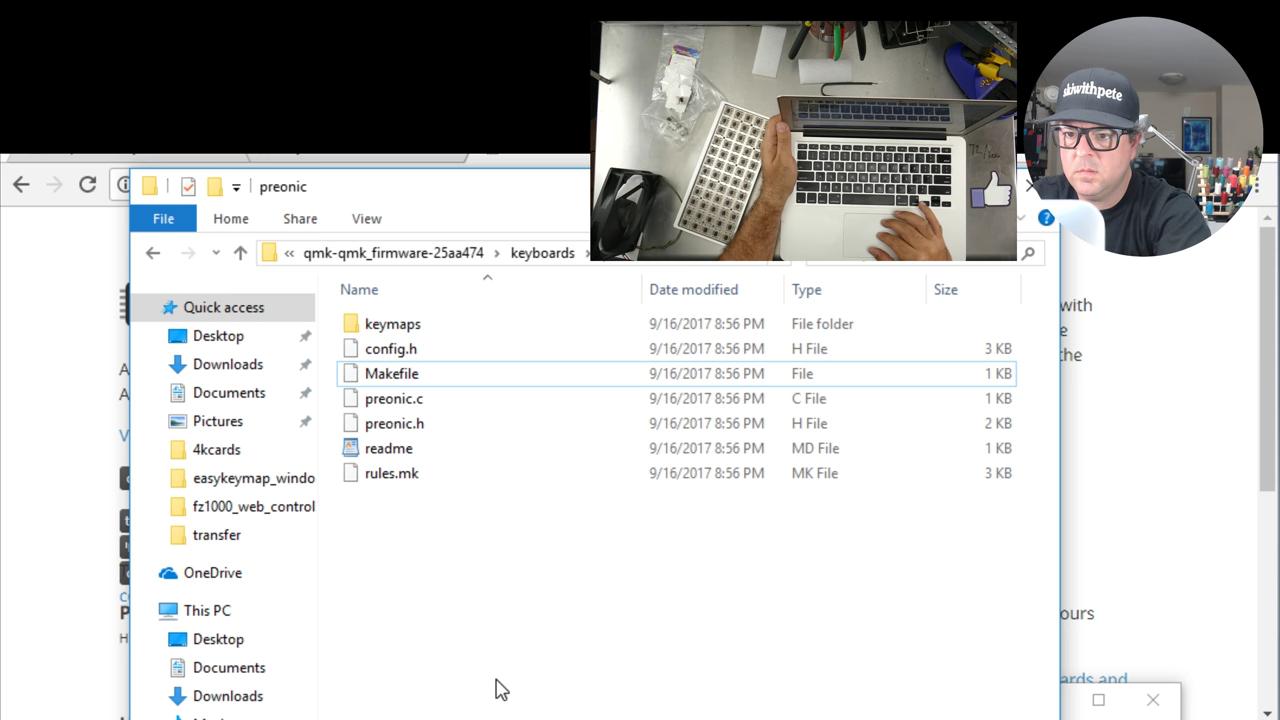 skiwithpete
preonic
File Home Share View
« qmk-qmk_firmware-25aa474 › keyboards ›
Name Date modified Type Size
keymaps 9/16/2017 8:56 PM File folder
config.h 9/16/2017 8:56 PM H File 3 KB
Makefile 9/16/2017 8:56 PM File 1 KB
preonic.c 9/16/2017 8:56 PM C File 1 KB
preonic.h 9/16/2017 8:56 PM H File 2 KB
readme 9/16/2017 8:56 PM MD File 1 KB
rules.mk 9/16/2017 8:56 PM MK File 3 KB
Quick access
Desktop
Downloads
Documents
Pictures
4kcards
easykeymap_windo
fz1000_web_control
transfer
OneDrive
This PC
Desktop
Documents
Downloads
with
the
ours
ards and